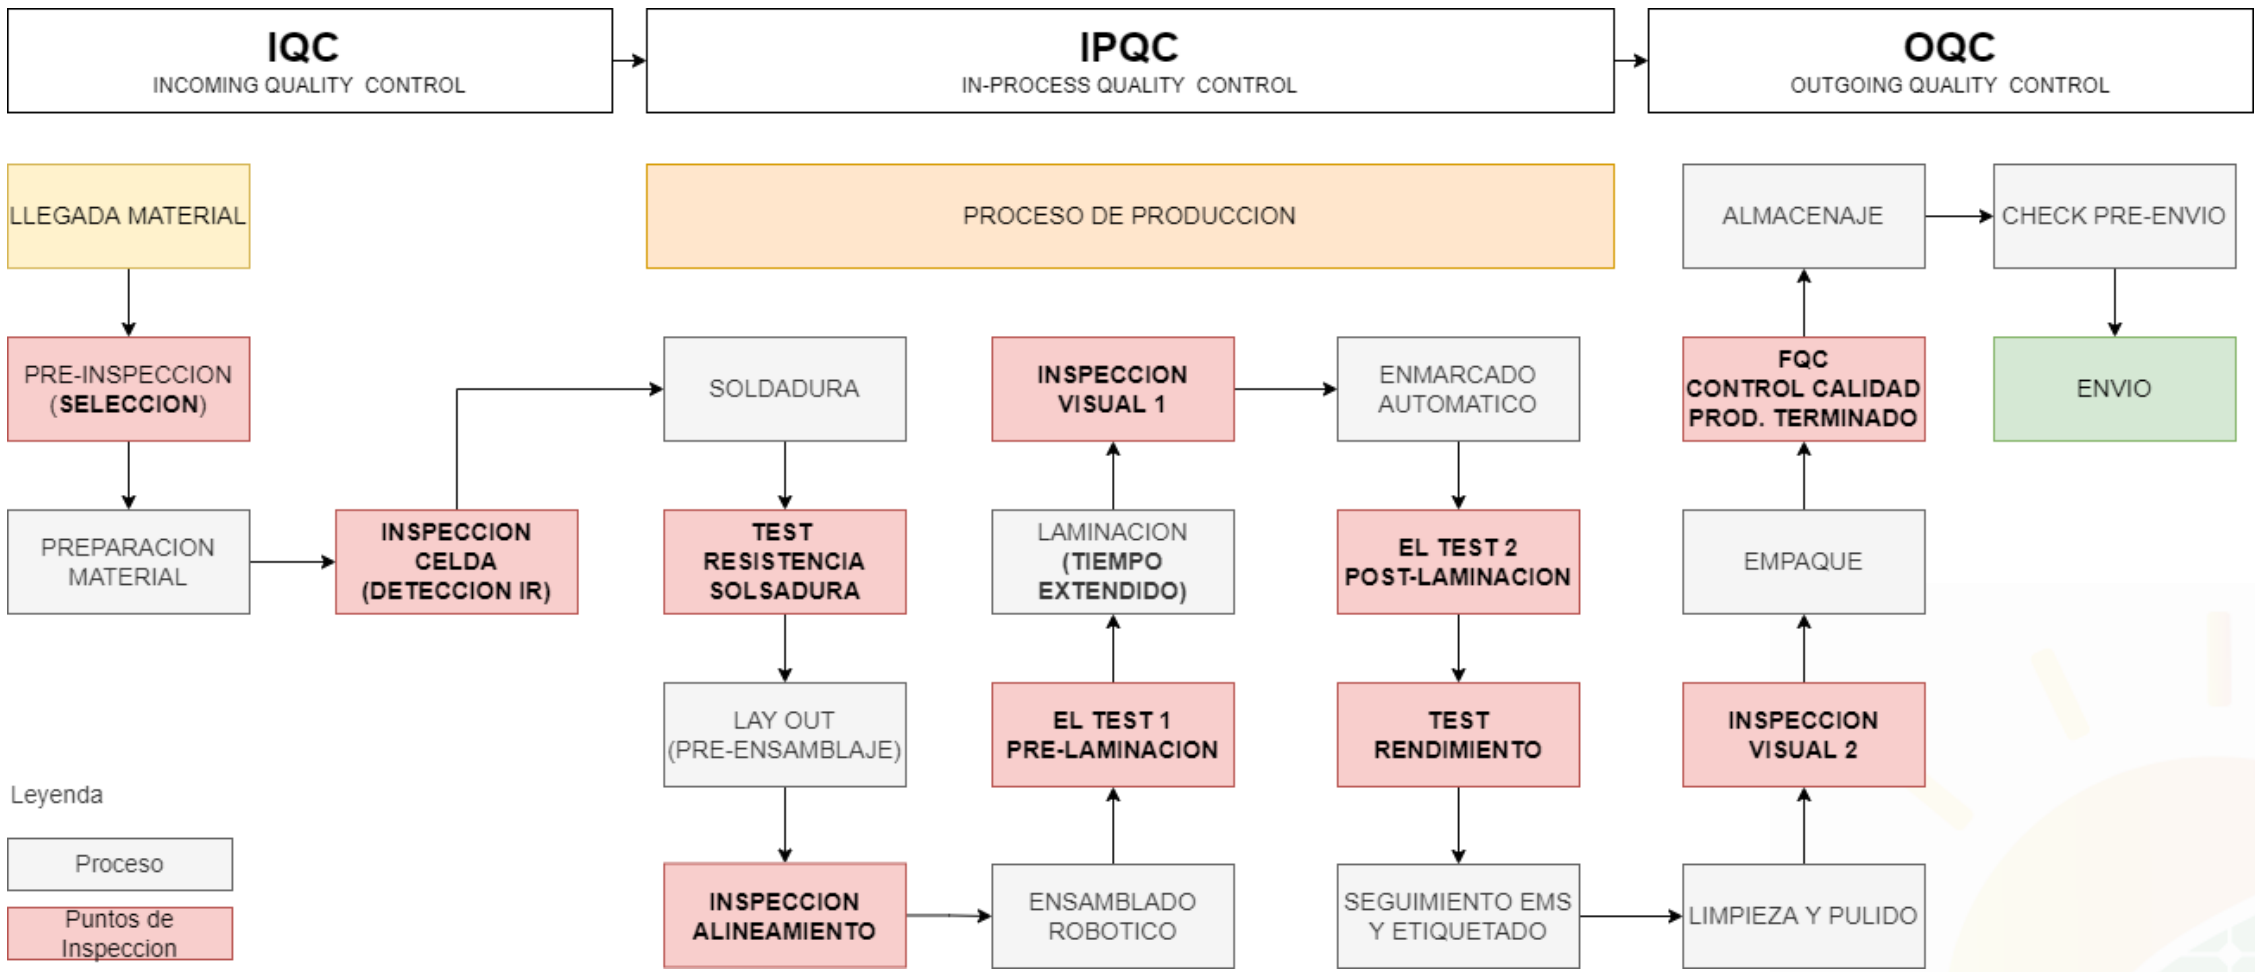 IQC
INCOMING QUALITY CONTROL
IPQC
IN-PROCESS QUALITY CONTROL
OQC
OUTGOING QUALITY CONTROL
LLEGADA MATERIAL
PRE-INSPECCION
(SELECCION)
PREPARACION
MATERIAL
INSPECCION
CELDA
(DETECCION IR)
PROCESO DE PRODUCCION
SOLDADURA
TEST
RESISTENCIA
SOLSADURA
LAY OUT
(PRE-ENSAMBLAJE)
INSPECCION
ALINEAMIENTO
ENSAMBLADO
ROBOTICO
EL TEST 1
PRE-LAMINACION
LAMINACION
(TIEMPO
EXTENDIDO)
INSPECCION
VISUAL 1
ENMARCADO
AUTOMATICO
EL TEST 2
POST-LAMINACION
TEST
RENDIMIENTO
SEGUIMIENTO EMS
Y ETIQUETADO
LIMPIEZA Y PULIDO
INSPECCION
VISUAL 2
EMPAQUE
FQC
CONTROL CALIDAD
PROD. TERMINADO
ALMACENAJE
CHECK PRE-ENVIO
ENVIO
Leyenda
Proceso
Puntos de
Inspeccion